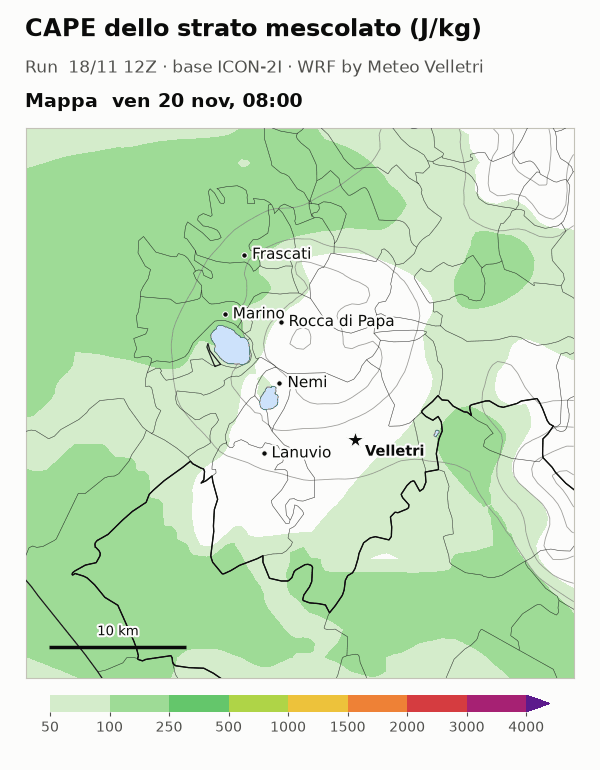 CAPE dello strato mescolato (J/kg)
Run  18/11 12Z · base ICON-2I · WRF by Meteo Velletri
Mappa  ven 20 nov, 08:00
Frascati
Marino
Rocca di Papa
Nemi
Velletri
Lanuvio
10 km
50 100 250 500 1000 1500 2000 3000 4000